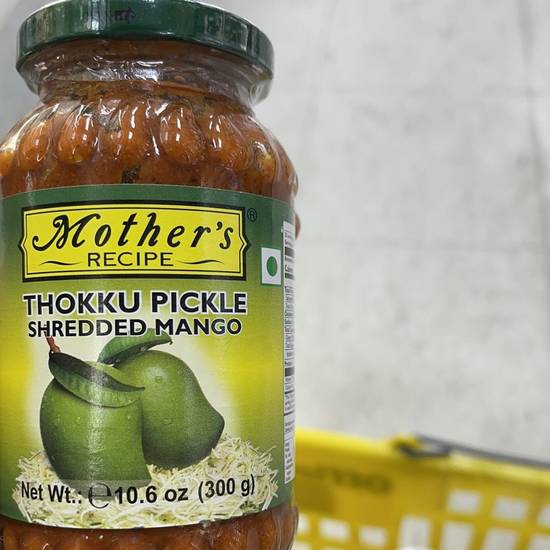 Mother's ®
RECIPE
THOKKU PICKLE
SHREDDED MANGO
Net Wt.: ℮10.6 oz (300 g)